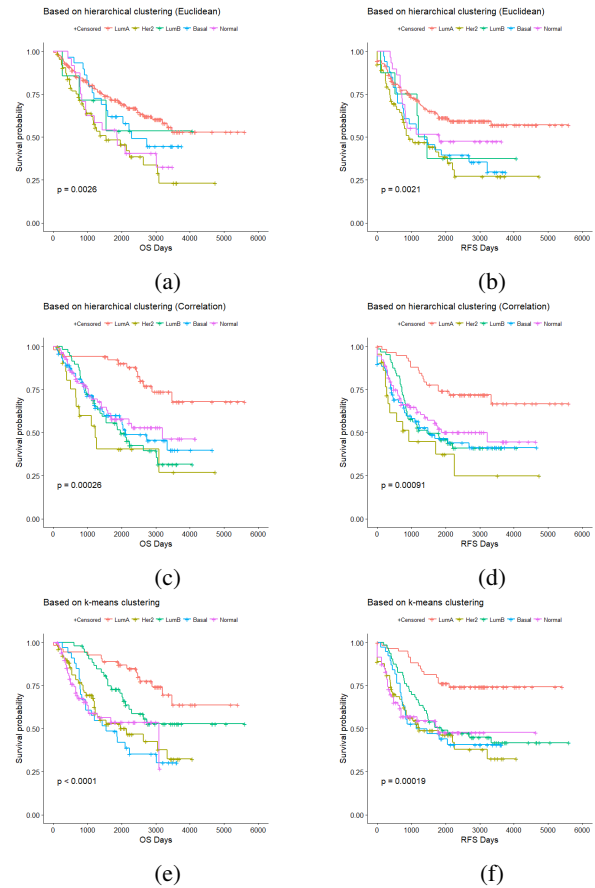 Based on hierarchical clustering (Euclidean)
+Censored LumA Her2 LumB Basal Normal
Survival probability
1.00
0.75
0.50
0.25
0.00
p = 0.0026
0 1000 2000 3000 4000 5000 6000
OS Days
(a)
Based on hierarchical clustering (Euclidean)
+Censored LumA Her2 LumB Basal Normal
Survival probability
1.00
0.75
0.50
0.25
0.00
p = 0.0021
0 1000 2000 3000 4000 5000 6000
RFS Days
(b)
Based on hierarchical clustering (Correlation)
+Censored LumA Her2 LumB Basal Normal
Survival probability
1.00
0.75
0.50
0.25
0.00
p = 0.00026
0 1000 2000 3000 4000 5000 6000
OS Days
(c)
Based on hierarchical clustering (Correlation)
+Censored LumA Her2 LumB Basal Normal
Survival probability
1.00
0.75
0.50
0.25
0.00
p = 0.00091
0 1000 2000 3000 4000 5000 6000
RFS Days
(d)
Based on k-means clustering
+Censored LumA Her2 LumB Basal Normal
Survival probability
1.00
0.75
0.50
0.25
0.00
p < 0.0001
0 1000 2000 3000 4000 5000 6000
OS Days
(e)
Based on k-means clustering
+Censored LumA Her2 LumB Basal Normal
Survival probability
1.00
0.75
0.50
0.25
0.00
p = 0.00019
0 1000 2000 3000 4000 5000 6000
RFS Days
(f)